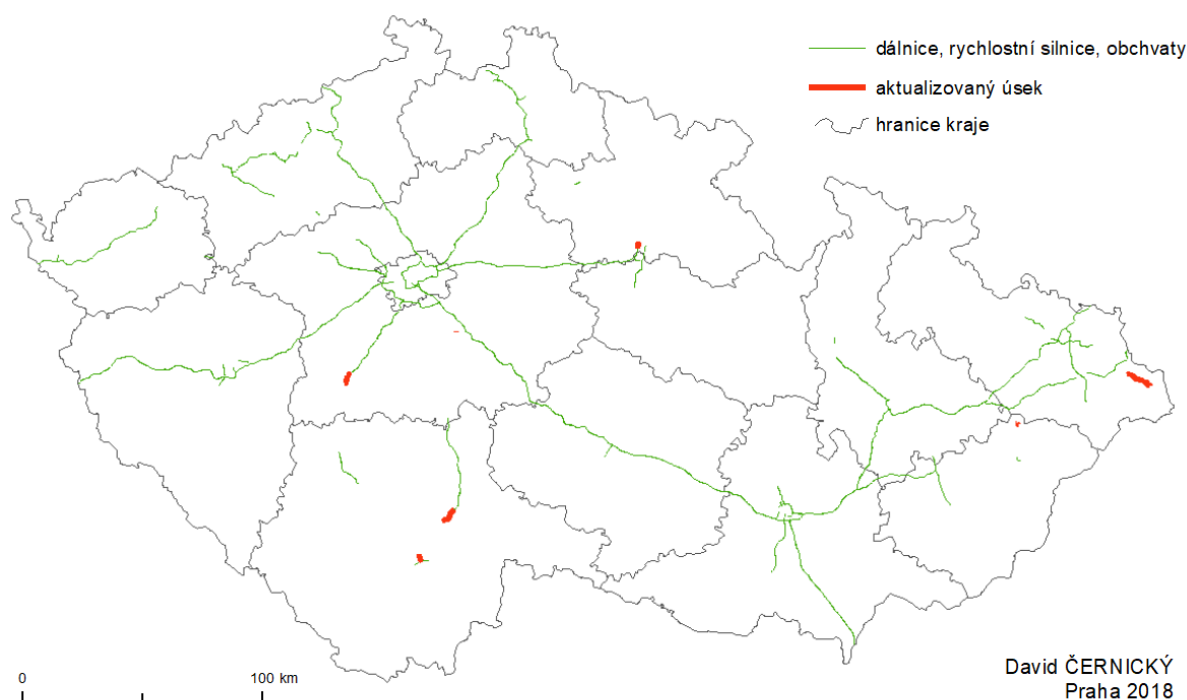 dálnice, rychlostní silnice, obchvaty
aktualizovaný úsek
hranice kraje
David ČERNICKÝ
Praha 2018
0 100 km